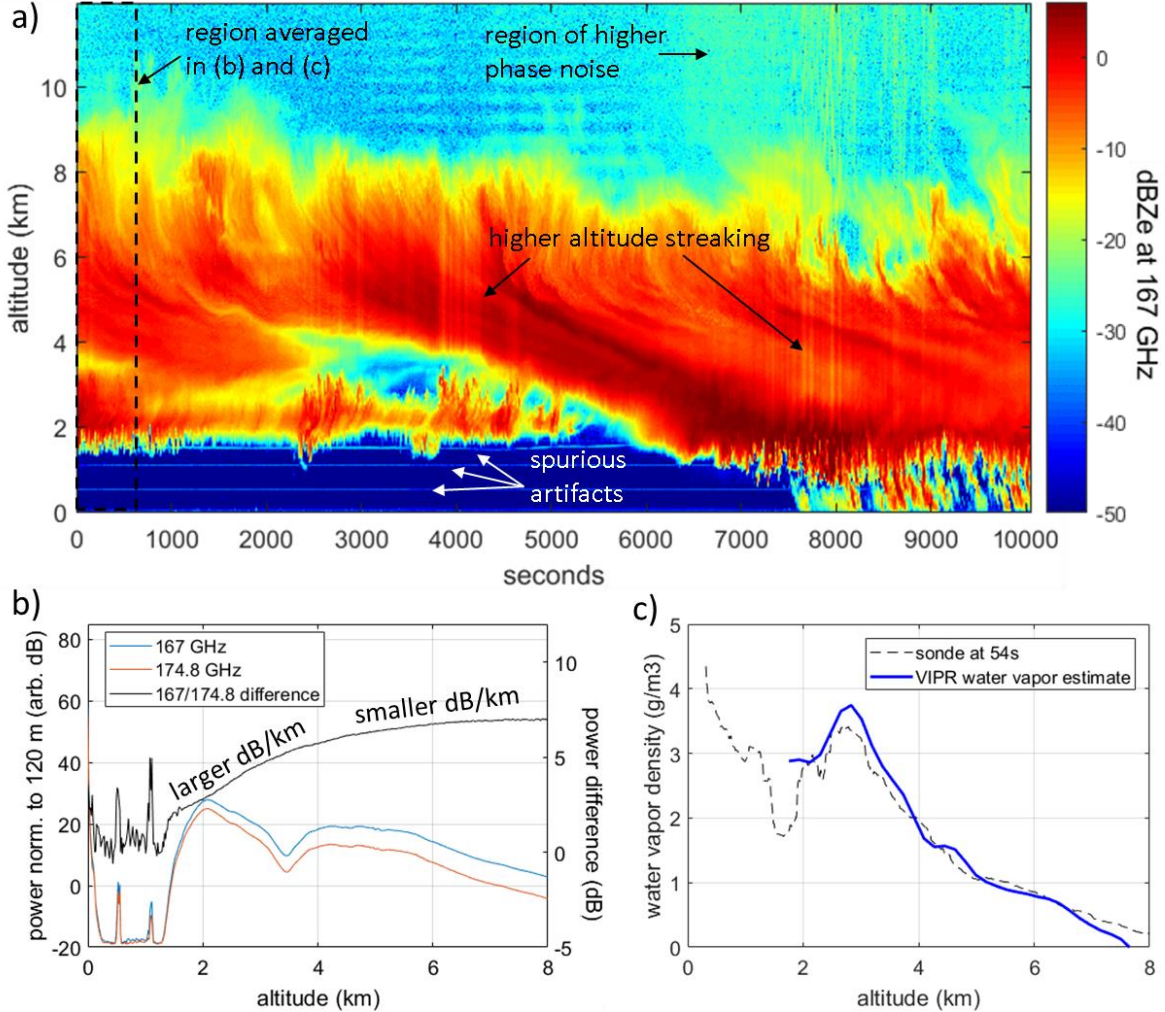 a)
region averaged
in (b) and (c)
region of higher
phase noise
higher altitude streaking
spurious
artifacts
altitude (km)
10
8
6
4
2
0
0 1000 2000 3000 4000 5000 6000 7000 8000 9000 10000
seconds
0
-10
-20
-30
-40
-50
dBZe at 167 GHz
b)
167 GHz
174.8 GHz
167/174.8 difference
larger dB/km
smaller dB/km
power norm. to 120 m (arb. dB)
80
60
40
20
0
-20
0 2 4 6 8
altitude (km)
10
5
0
-5
power difference
(dB)
c)
sonde at 54s
VIPR water vapor estimate
water vapor density (g/m3)
5
4
3
2
1
0
0 2 4 6 8
altitude (km)